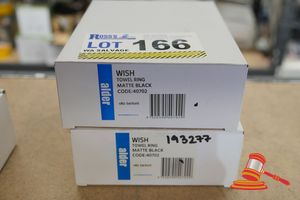 ROSS'S
LOT 166
WA SALVAGE
alder
WISH
TOWEL RING
MATTE BLACK
CODE:40702
alder
WISH
TOWEL RING
MATTE BLACK
CODE:40702
193277